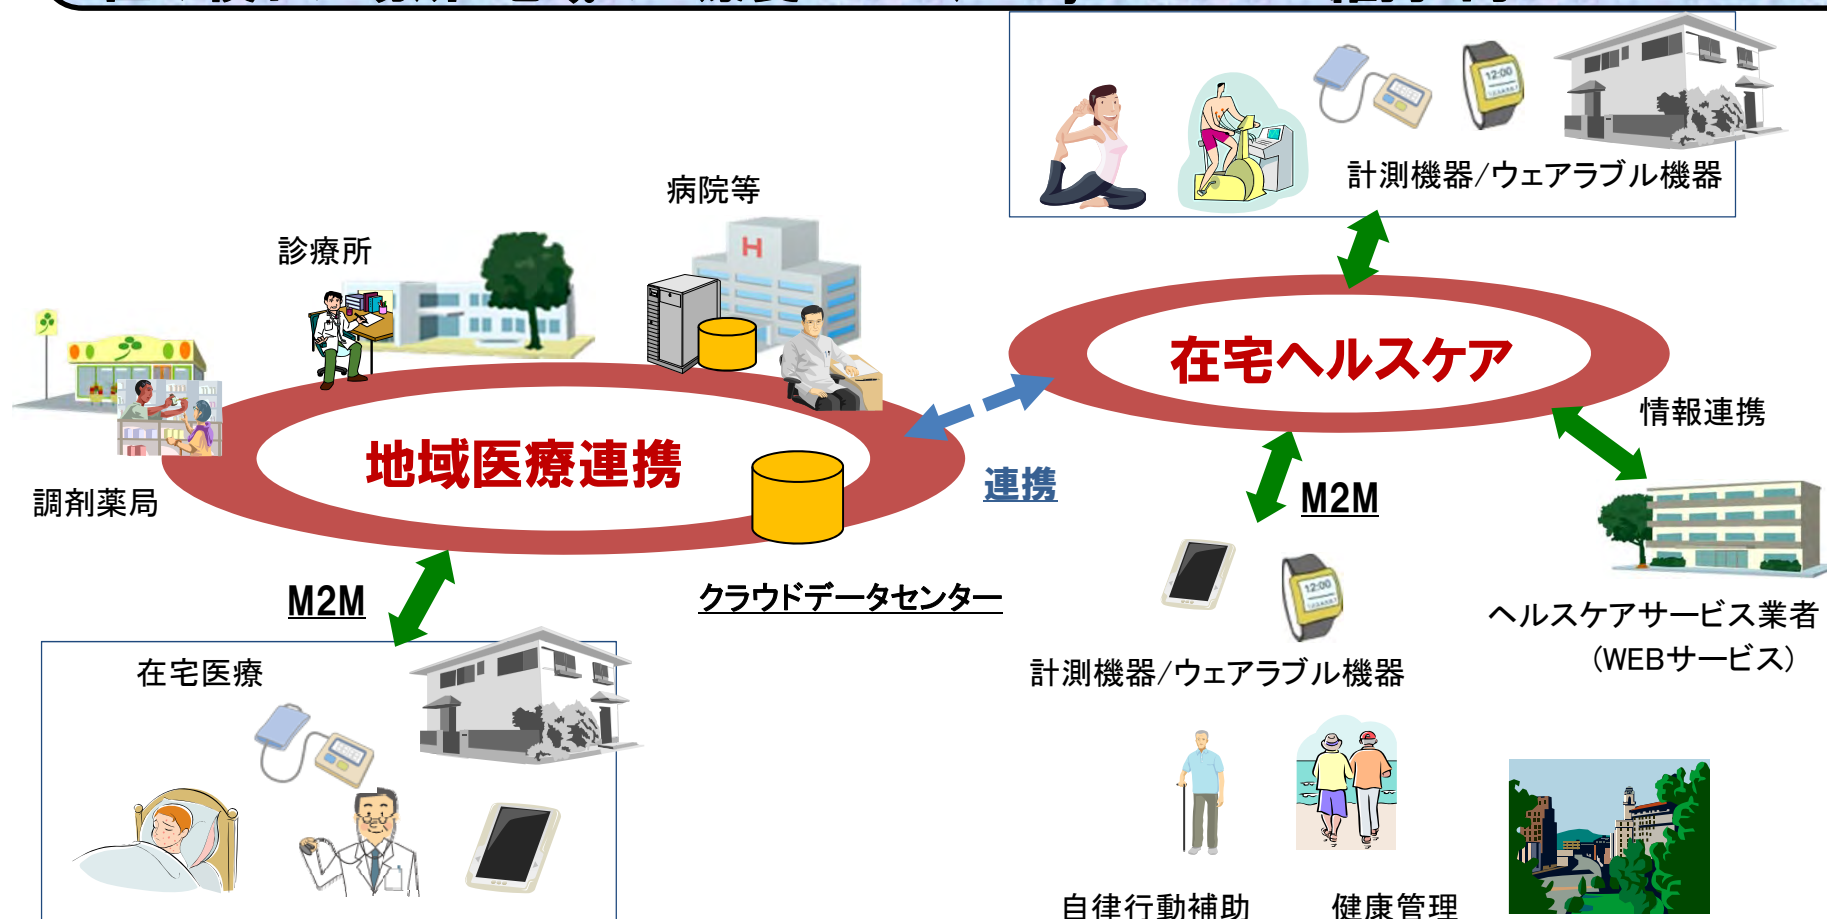 計測機器/ウェアラブル機器
病院等
診療所
在宅ヘルスケア
情報連携
地域医療連携
連携
調剤薬局
M2M
M2M
クラウドデータセンター
ヘルスケアサービス業者
(WEBサービス)
在宅医療
計測機器/ウェアラブル機器
自律行動補助
健康管理
H
12:00
12:00